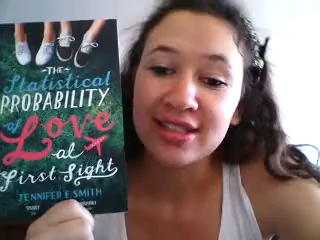 THE
Statistical
PROBABILITY
of Love
at
First Sight
JENNIFER E. SMITH